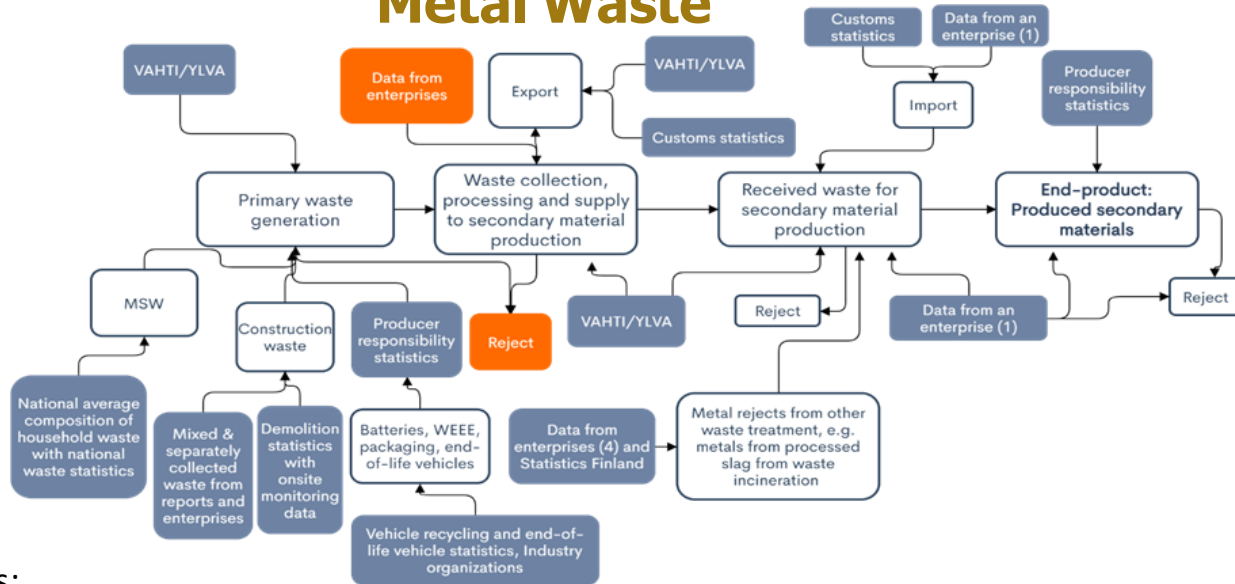 Metal Waste
Customs
statistics
Data from an
enterprise (1)
VAHTI/YLVA
Data from
enterprises
Export
VAHTI/YLVA
Customs statistics
Import
Producer
responsibility
statistics
Primary waste
generation
Waste collection,
processing and supply
to secondary material
production
Received waste for
secondary material
production
End-product:
Produced secondary
materials
MSW
Construction
waste
Producer
responsibility
statistics
Reject
VAHTI/YLVA
Reject
Data from an
enterprise (1)
Reject
National average
composition of
household waste
with national
waste statistics
Mixed &
separately
collected
waste from
reports and
enterprises
Demolition
statistics
with
onsite
monitoring
data
Batteries, WEEE,
packaging, end-
of-life vehicles
Data from
enterprises (4) and
Statistics Finland
Metal rejects from other
waste treatment, e.g.
metals from processed
slag from waste
incineration
Vehicle recycling and end-of-
life vehicle statistics, Industry
organizations